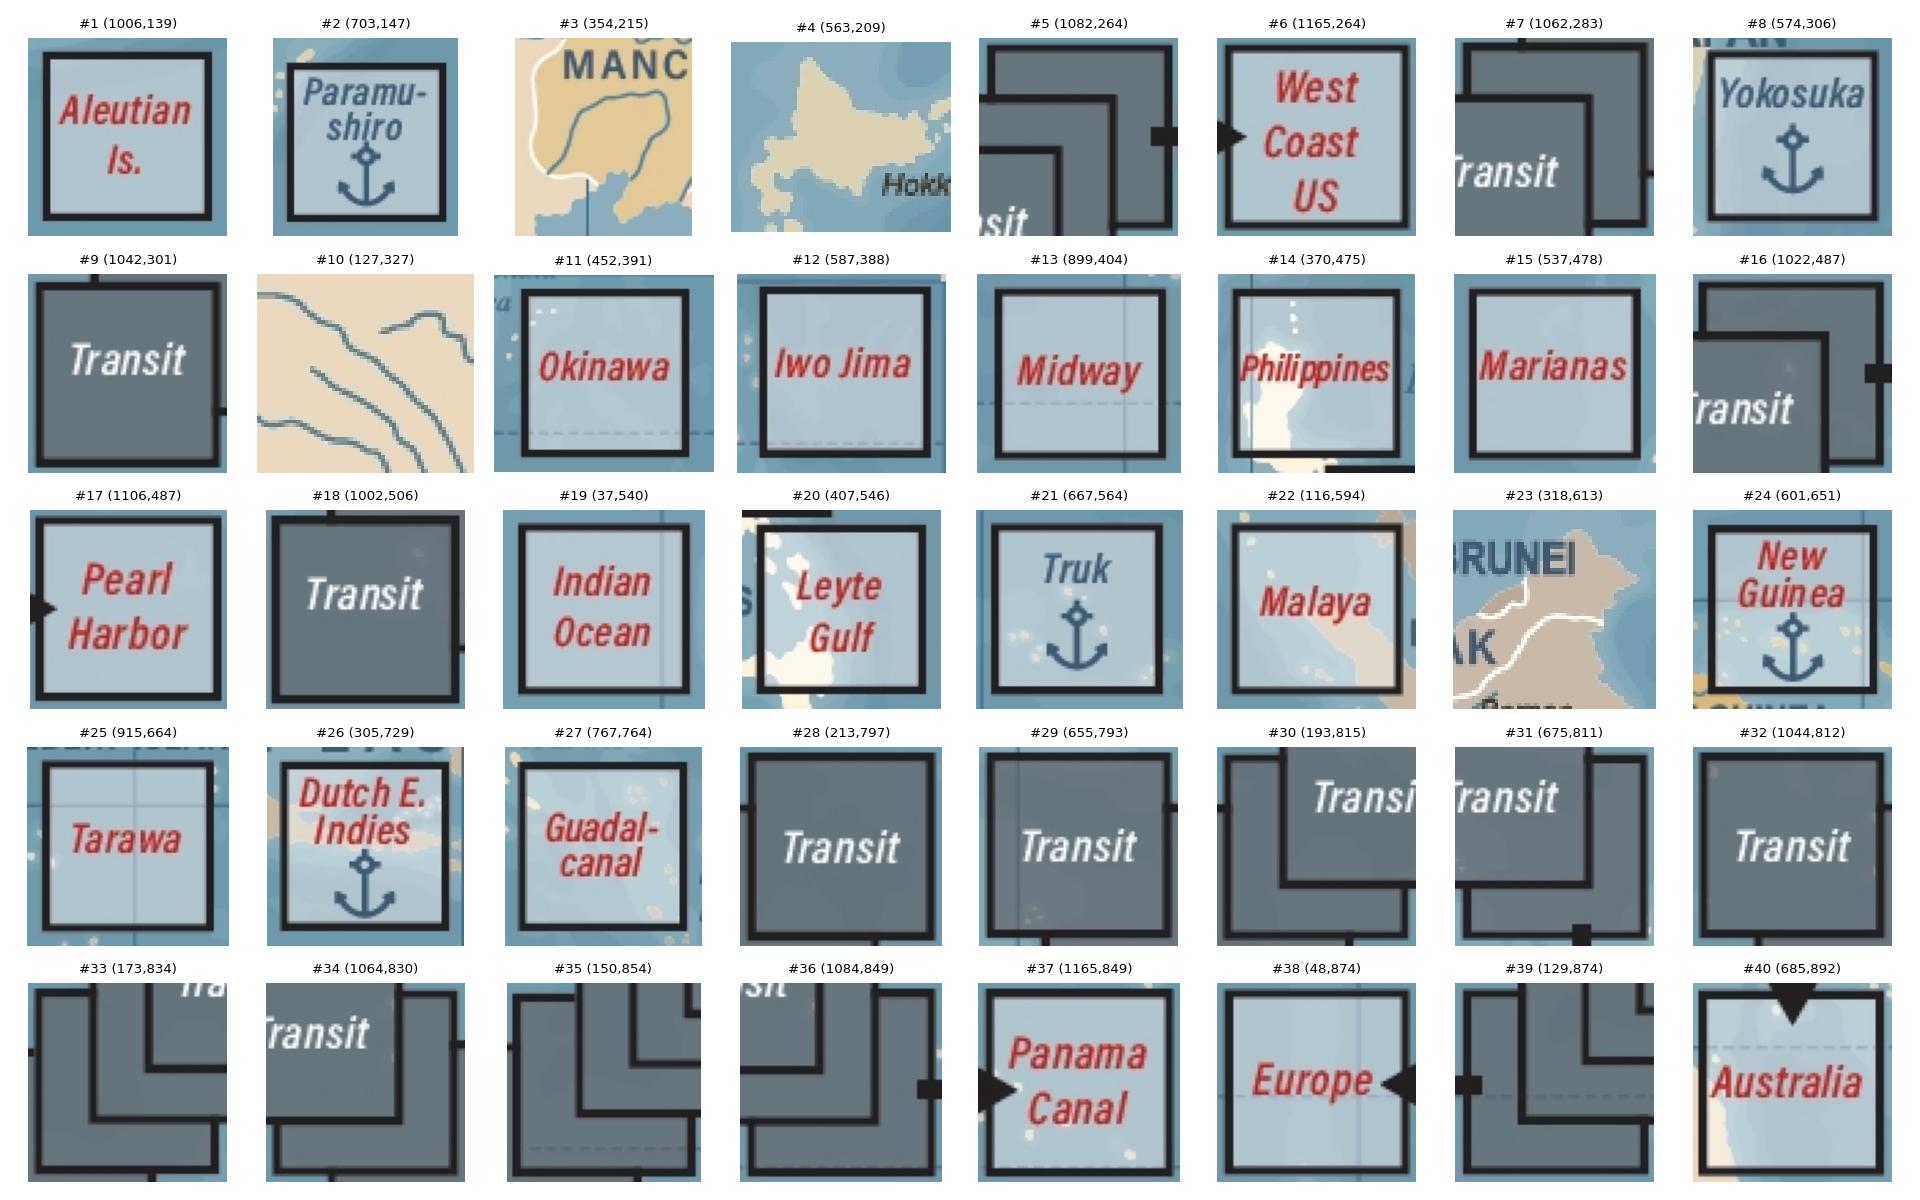 #1 (1006,139)
Aleutian
Is.
#2 (703,147)
Paramu-
shiro
#3 (354,215)
MANC
#4 (563,209)
Hokk
#5 (1082,264)
sit
#6 (1165,264)
West
Coast
US
#7 (1062,283)
Transit
#8 (574,306)
Yokosuka
#9 (1042,301)
Transit
#10 (127,327)
#11 (452,391)
Okinawa
#12 (587,388)
Iwo Jima
#13 (899,404)
Midway
#14 (370,475)
Philippines
#15 (537,478)
Marianas
#16 (1022,487)
Transit
#17 (1106,487)
Pearl
Harbor
#18 (1002,506)
Transit
#19 (37,540)
Indian
Ocean
#20 (407,546)
Leyte
Gulf
#21 (667,564)
Truk
#22 (116,594)
Malaya
#23 (318,613)
BRUNEI
AK
#24 (601,651)
New
Guinea
#25 (915,664)
Tarawa
#26 (305,729)
Dutch E.
Indies
#27 (767,764)
Guadal-
canal
#28 (213,797)
Transit
#29 (655,793)
Transit
#30 (193,815)
Transi
#31 (675,811)
Transit
#32 (1044,812)
Transit
#33 (173,834)
Tra
#34 (1064,830)
Transit
#35 (150,854)
#36 (1084,849)
sit
#37 (1165,849)
Panama
Canal
#38 (48,874)
Europe
#39 (129,874)
#40 (685,892)
Australia